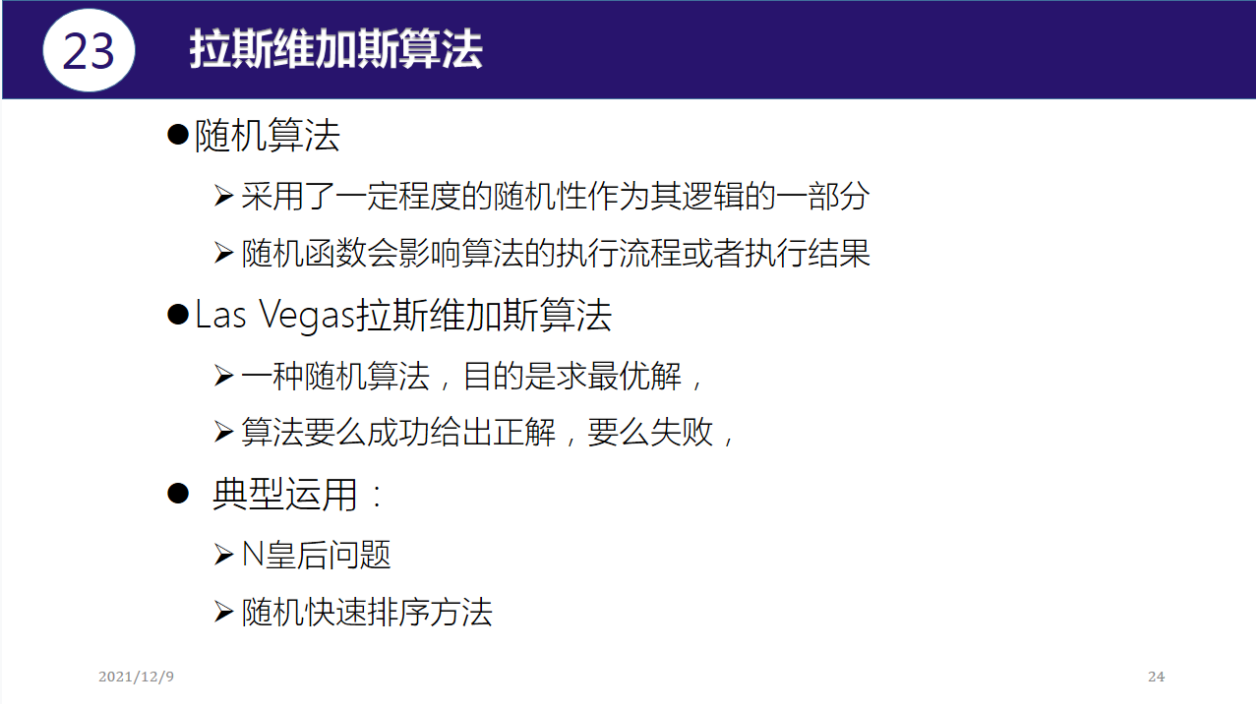 23
拉斯维加斯算法
●随机算法
➢采用了一定程度的随机性作为其逻辑的一部分
➢随机函数会影响算法的执行流程或者执行结果
●Las Vegas拉斯维加斯算法
➢一种随机算法，目的是求最优解，
➢算法要么成功给出正解，要么失败，
● 典型运用：
➢N皇后问题
➢随机快速排序方法
2021/12/9
24